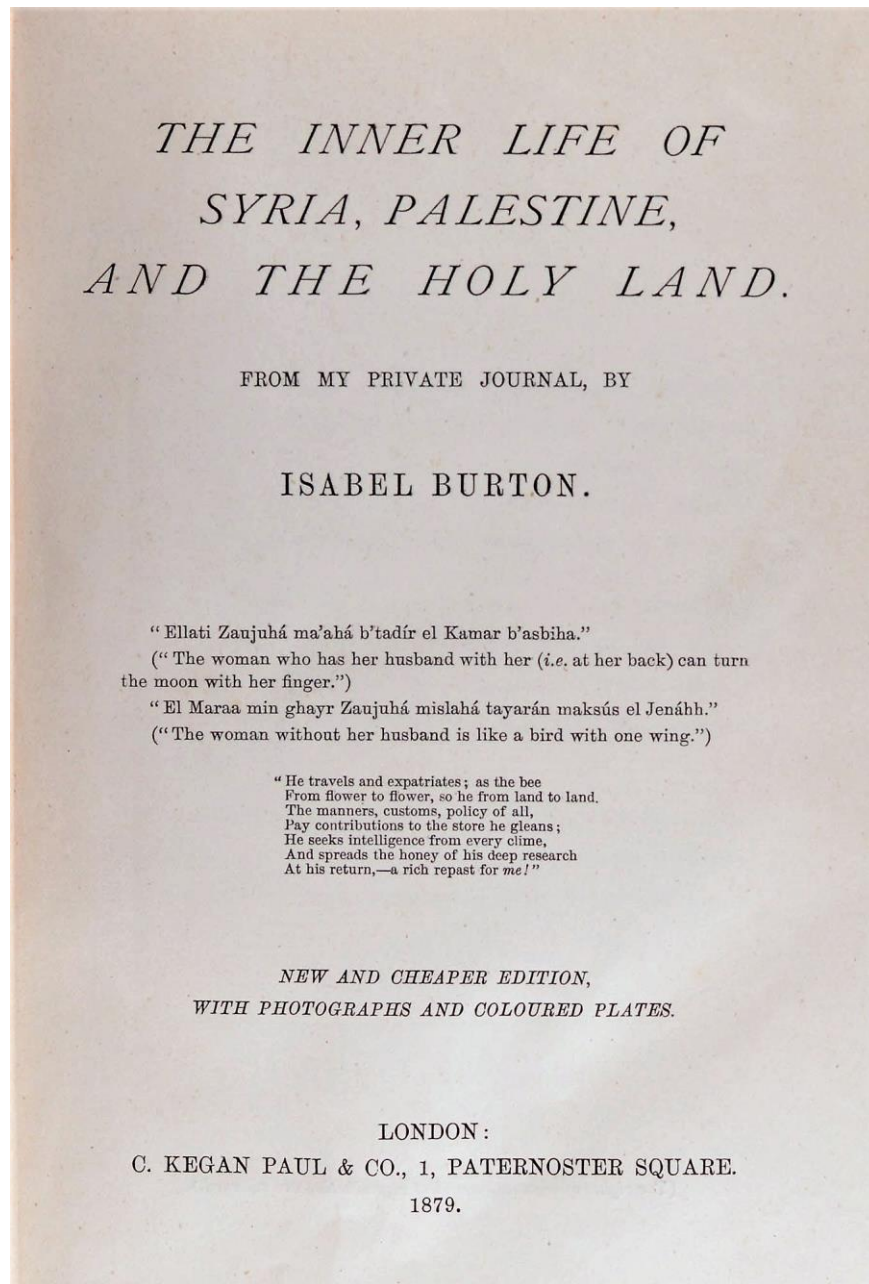 THE INNER LIFE OF
SYRIA, PALESTINE,
AND THE HOLY LAND.
FROM MY PRIVATE JOURNAL, BY
ISABEL BURTON.
“Ellati Zaujuhá ma’ahá b’tadír el Kamar b’asbiha.”
(“The woman who has her husband with her (i.e. at her back) can turn
the moon with her finger.”)
“El Maraa min ghayr Zaujuhá mislahá tayarán maksús el Jenáhh.”
(“The woman without her husband is like a bird with one wing.”)
“He travels and expatriates; as the bee
From flower to flower, so he from land to land.
The manners, customs, policy of all,
Pay contributions to the store he gleans;
He seeks intelligence from every clime,
And spreads the honey of his deep research
At his return,—a rich repast for me!”
NEW AND CHEAPER EDITION,
WITH PHOTOGRAPHS AND COLOURED PLATES.
LONDON:
C. KEGAN PAUL & CO., 1, PATERNOSTER SQUARE.
1879.